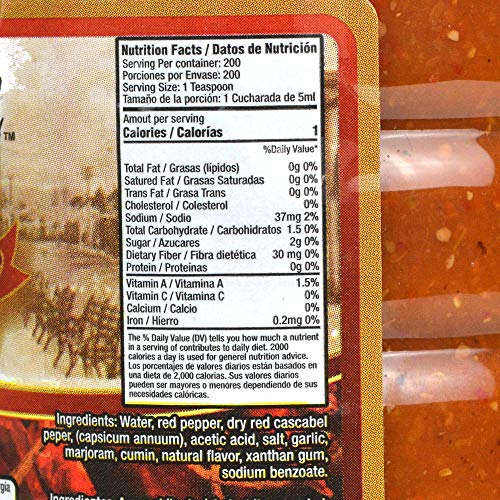 TM
Nutrition Facts / Datos de Nutrición
Serving Per container: 200
Porciones por Envase: 200
Serving Size: 1 Teaspoon
Tamaño de la porción: 1 Cucharada de 5ml
Amout per serving
Calories / Calorías 1
%Daily Value*
Total Fat / Grasas (lípidos) 0g 0%
Satured Fat / Grasas Saturadas 0g 0%
Trans Fat / Grasa Trans 0g 0%
Cholesterol / Colesterol 0%
Sodium / Sodio 37mg 2%
Total Carbohydrate / Carbohidratos 1.5 0%
Sugar / Azucares 2g 0%
Dietary Fiber / Fibra dietética 30 mg 0%
Protein / Proteinas 0g 0%
Vitamin A / Vitamina A 1.5%
Vitamin C / Vitamina C 0%
Calcium / Calcio 0%
Iron / Hierro 0.2mg 0%
The % Daily Value (DV) tells you how much a nutrient
in a serving of contributes to daily diet. 2000
calories a day is used for generel nutrition advice.
Los porcentajes de valores diarios están basados en
una dieta de 2,000 calorias. Sus valores diarios
pueden ser mayores o menores dependiendo de sus
necesidades calóricas.
Ingredients: Water, red pepper, dry red cascabel
peper, (capsicum annuum), acetic acid, salt, garlic,
marjoram, cumin, natural flavor, xanthan gum,
sodium benzoate.
gia